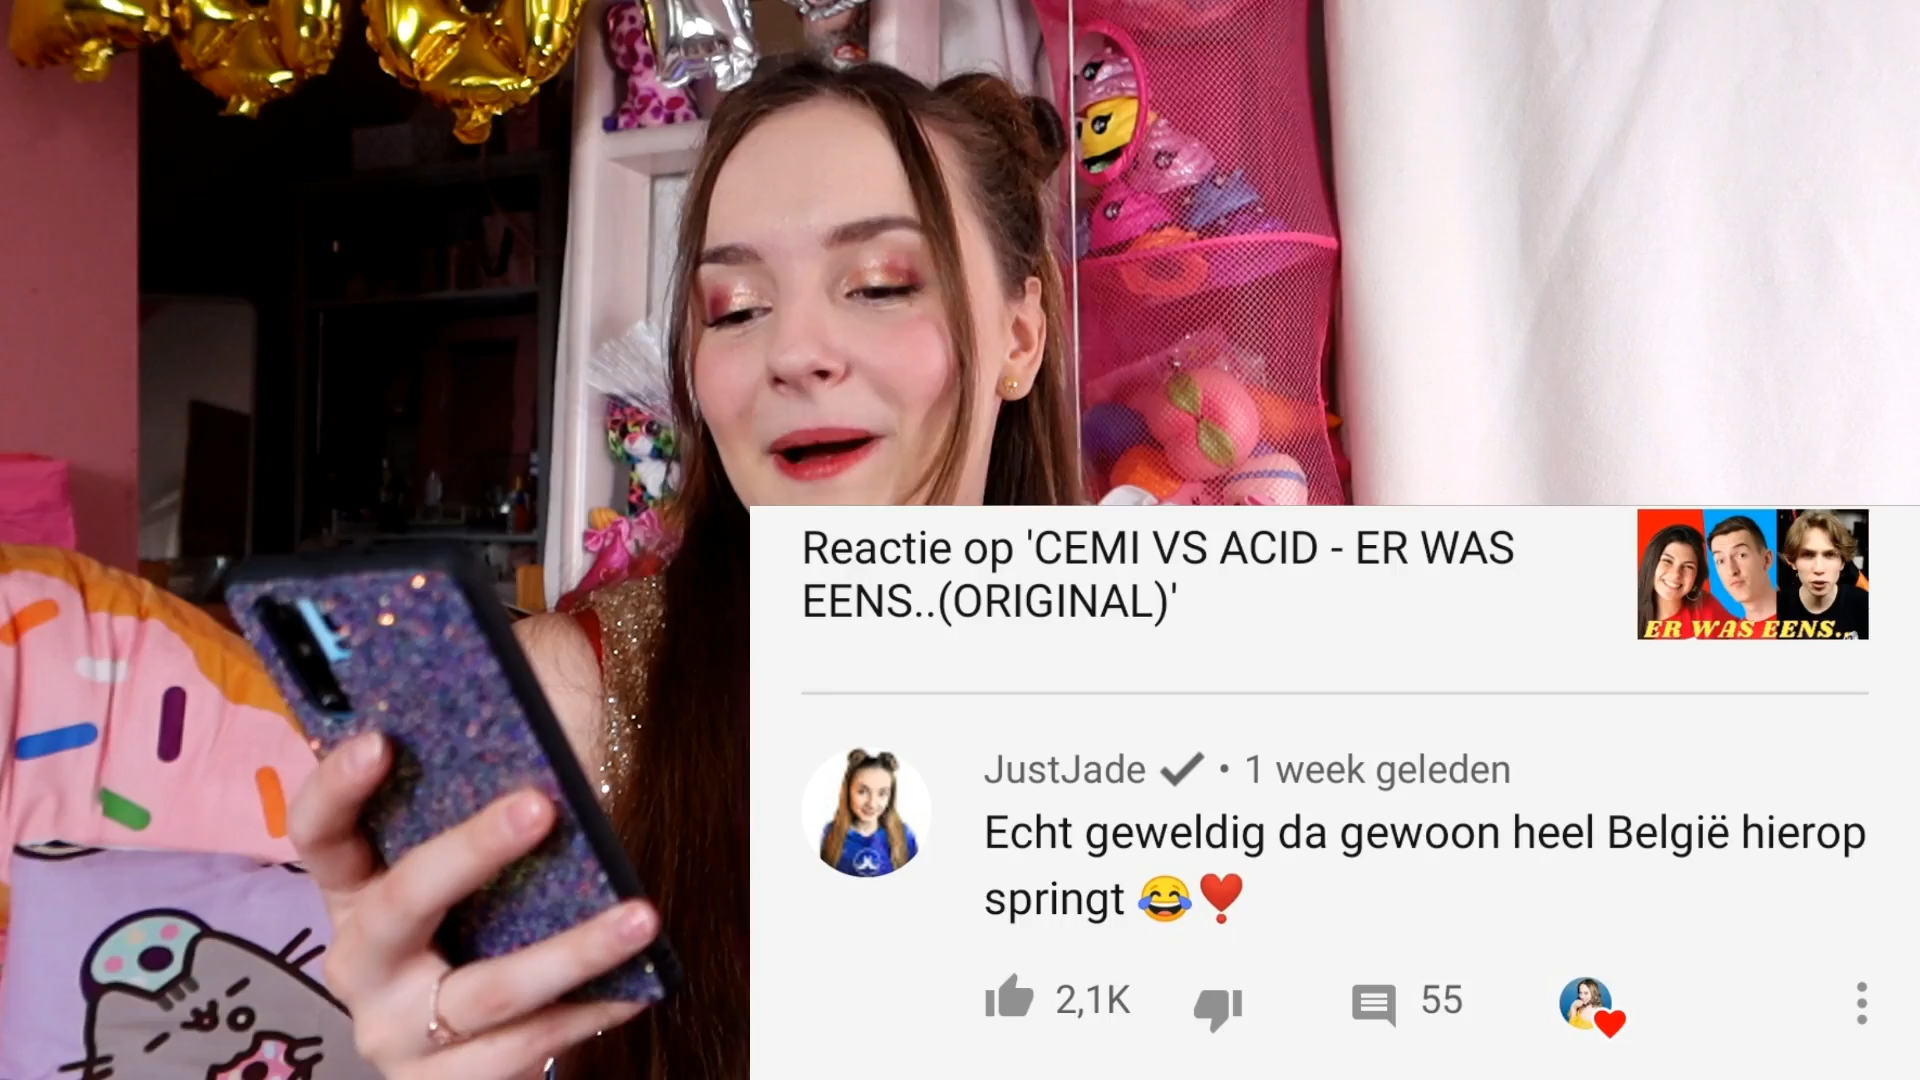 Reactie op 'CEMI VS ACID - ER WAS
EENS..(ORIGINAL)'
ER WAS EENS..
JustJade ✔ • 1 week geleden
Echt geweldig da gewoon heel België hierop
springt 😂❣️
2,1K
55